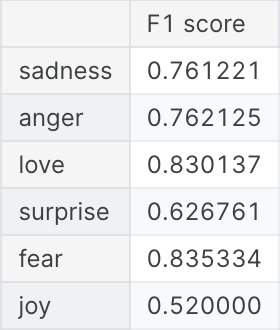 F1 score
sadness 0.761221
anger 0.762125
love 0.830137
surprise 0.626761
fear 0.835334
joy 0.520000